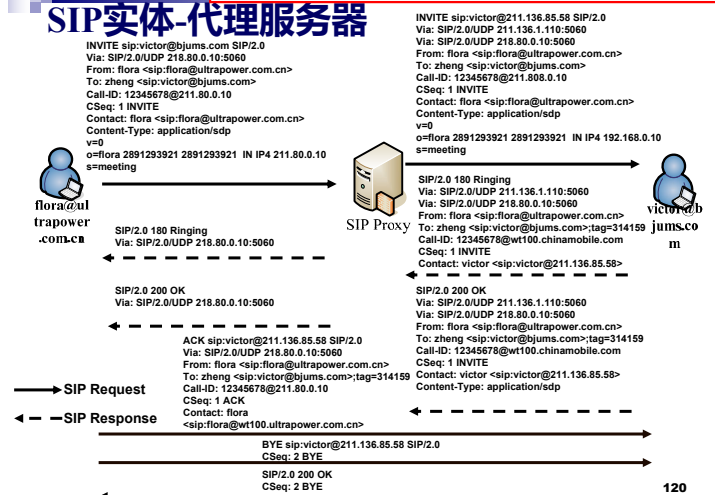 SIP实体-代理服务器
INVITE sip:victor@bjums.com SIP/2.0
Via: SIP/2.0/UDP 218.80.0.10:5060
From: flora <sip:flora@ultrapower.com.cn>
To: zheng <sip:victor@bjums.com>
Call-ID: 12345678@211.80.0.10
CSeq: 1 INVITE
Contact: flora <sip:flora@ultrapower.com.cn>
Content-Type: application/sdp
v=0
o=flora 2891293921 2891293921  IN IP4 211.80.0.10
s=meeting
INVITE sip:victor@211.136.85.58 SIP/2.0
Via: SIP/2.0/UDP 211.136.1.110:5060
Via: SIP/2.0/UDP 218.80.0.10:5060
From: flora <sip:flora@ultrapower.com.cn>
To: zheng <sip:victor@bjums.com>
Call-ID: 12345678@211.808.0.10
CSeq: 1 INVITE
Contact: flora <sip:flora@ultrapower.com.cn>
Content-Type: application/sdp
v=0
o=flora 2891293921 2891293921  IN IP4 192.168.0.10
s=meeting
flora@ul
trapower
.com.cn
SIP Proxy
victor@b
jums.co
m
SIP/2.0 180 Ringing
Via: SIP/2.0/UDP 211.136.1.110:5060
Via: SIP/2.0/UDP 218.80.0.10:5060
From: flora <sip:flora@ultrapower.com.cn>
To: zheng <sip:victor@bjums.com>;tag=314159
Call-ID: 12345678@wt100.chinamobile.com
CSeq: 1 INVITE
Contact: victor <sip:victor@211.136.85.58>
SIP/2.0 180 Ringing
Via: SIP/2.0/UDP 218.80.0.10:5060
SIP/2.0 200 OK
Via: SIP/2.0/UDP 218.80.0.10:5060
SIP/2.0 200 OK
Via: SIP/2.0/UDP 211.136.1.110:5060
Via: SIP/2.0/UDP 218.80.0.10:5060
From: flora <sip:flora@ultrapower.com.cn>
To: zheng <sip:victor@bjums.com>;tag=314159
Call-ID: 12345678@wt100.chinamobile.com
CSeq: 1 INVITE
Contact: victor <sip:victor@211.136.85.58>
Content-Type: application/sdp
ACK sip:victor@211.136.85.58 SIP/2.0
Via: SIP/2.0/UDP 218.80.0.10:5060
From: flora <sip:flora@ultrapower.com.cn>
To: zheng <sip:victor@bjums.com>;tag=314159
Call-ID: 12345678@211.80.0.10
CSeq: 1 ACK
Contact: flora
<sip:flora@wt100.ultrapower.com.cn>
SIP Request
SIP Response
BYE sip:victor@211.136.85.58 SIP/2.0
CSeq: 2 BYE
SIP/2.0 200 OK
CSeq: 2 BYE
120